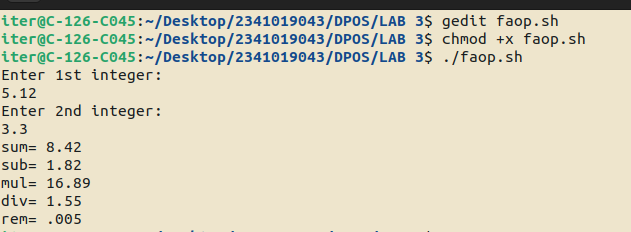 iter@C-126-C045:~/Desktop/2341019043/DPOS/LAB 3$ gedit faop.sh
iter@C-126-C045:~/Desktop/2341019043/DPOS/LAB 3$ chmod +x faop.sh
iter@C-126-C045:~/Desktop/2341019043/DPOS/LAB 3$ ./faop.sh
Enter 1st integer:
5.12
Enter 2nd integer:
3.3
sum= 8.42
sub= 1.82
mul= 16.89
div= 1.55
rem= .005